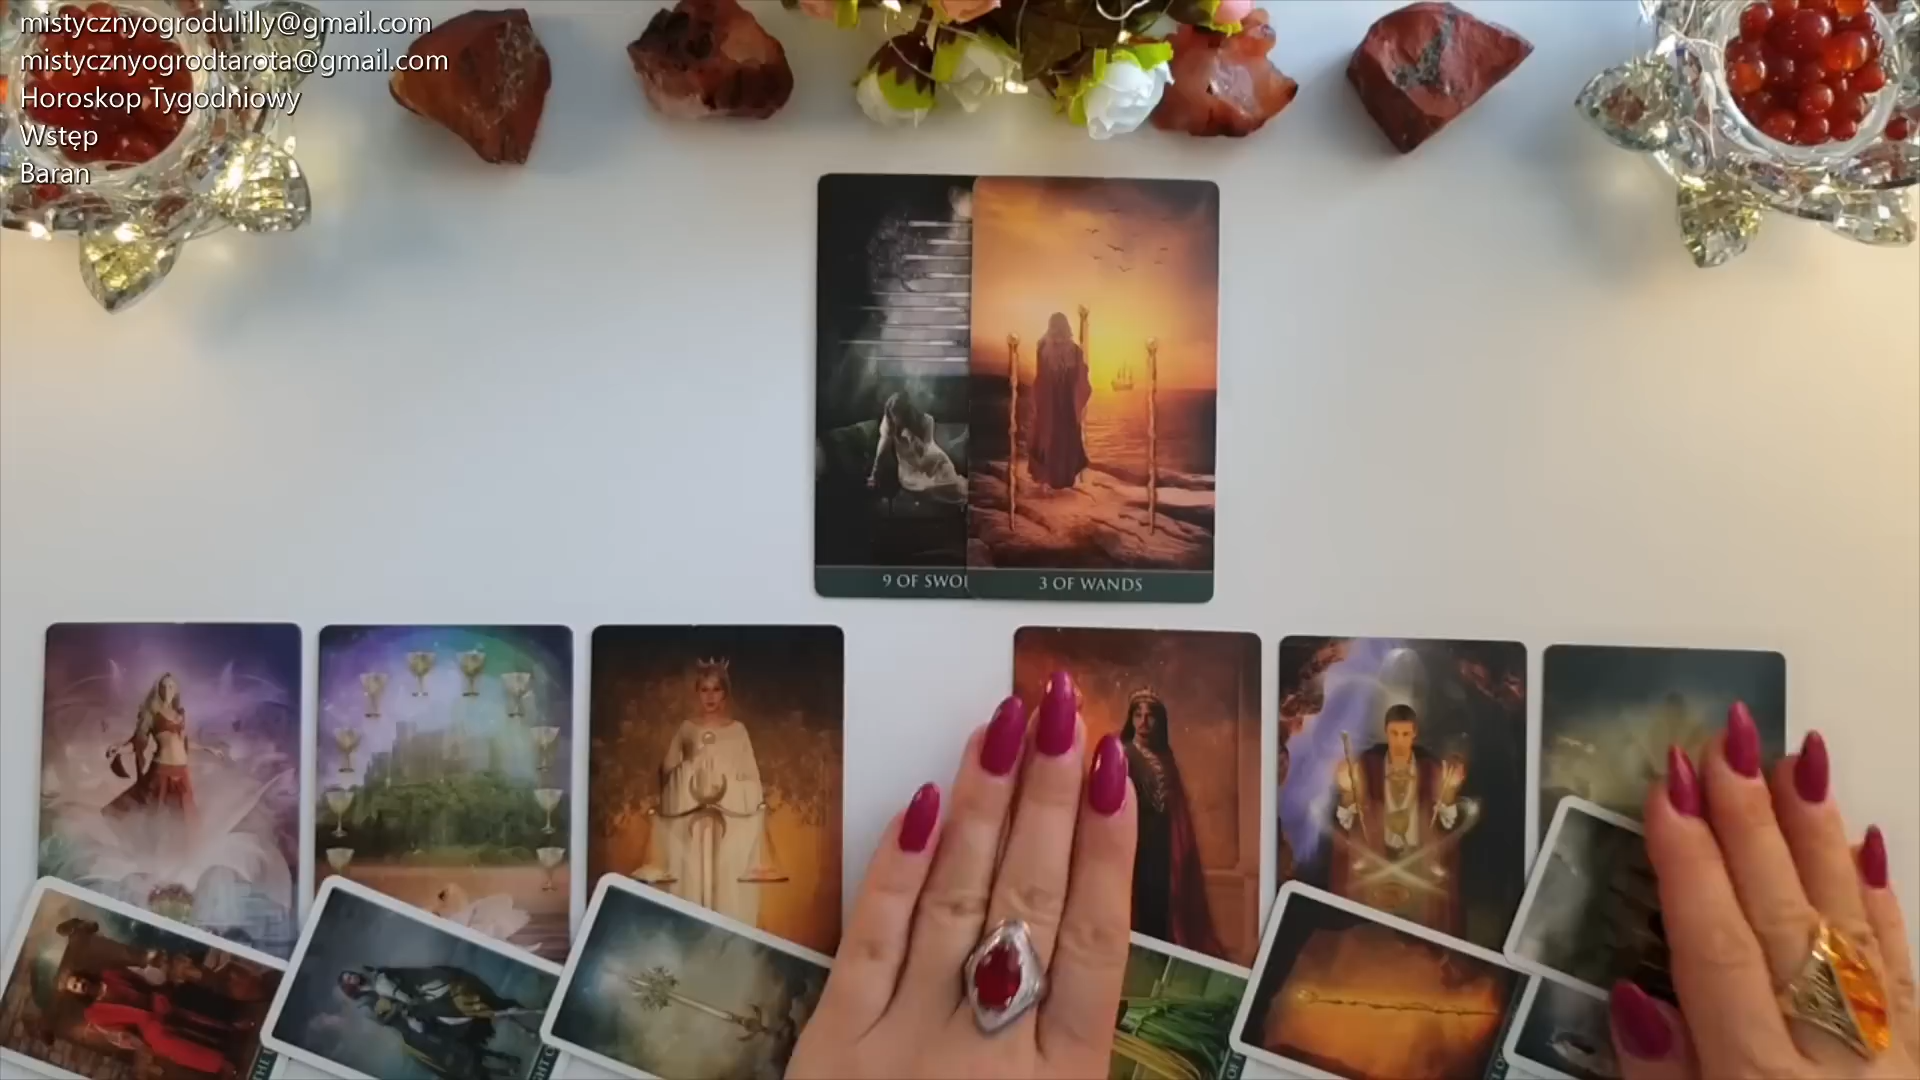 mistycznyogrodulilly@gmail.com
mistycznyogrodtarota@gmail.com
Horoskop Tygodniowy
Wstęp
Baran
9 OF SWO
3 OF WANDS